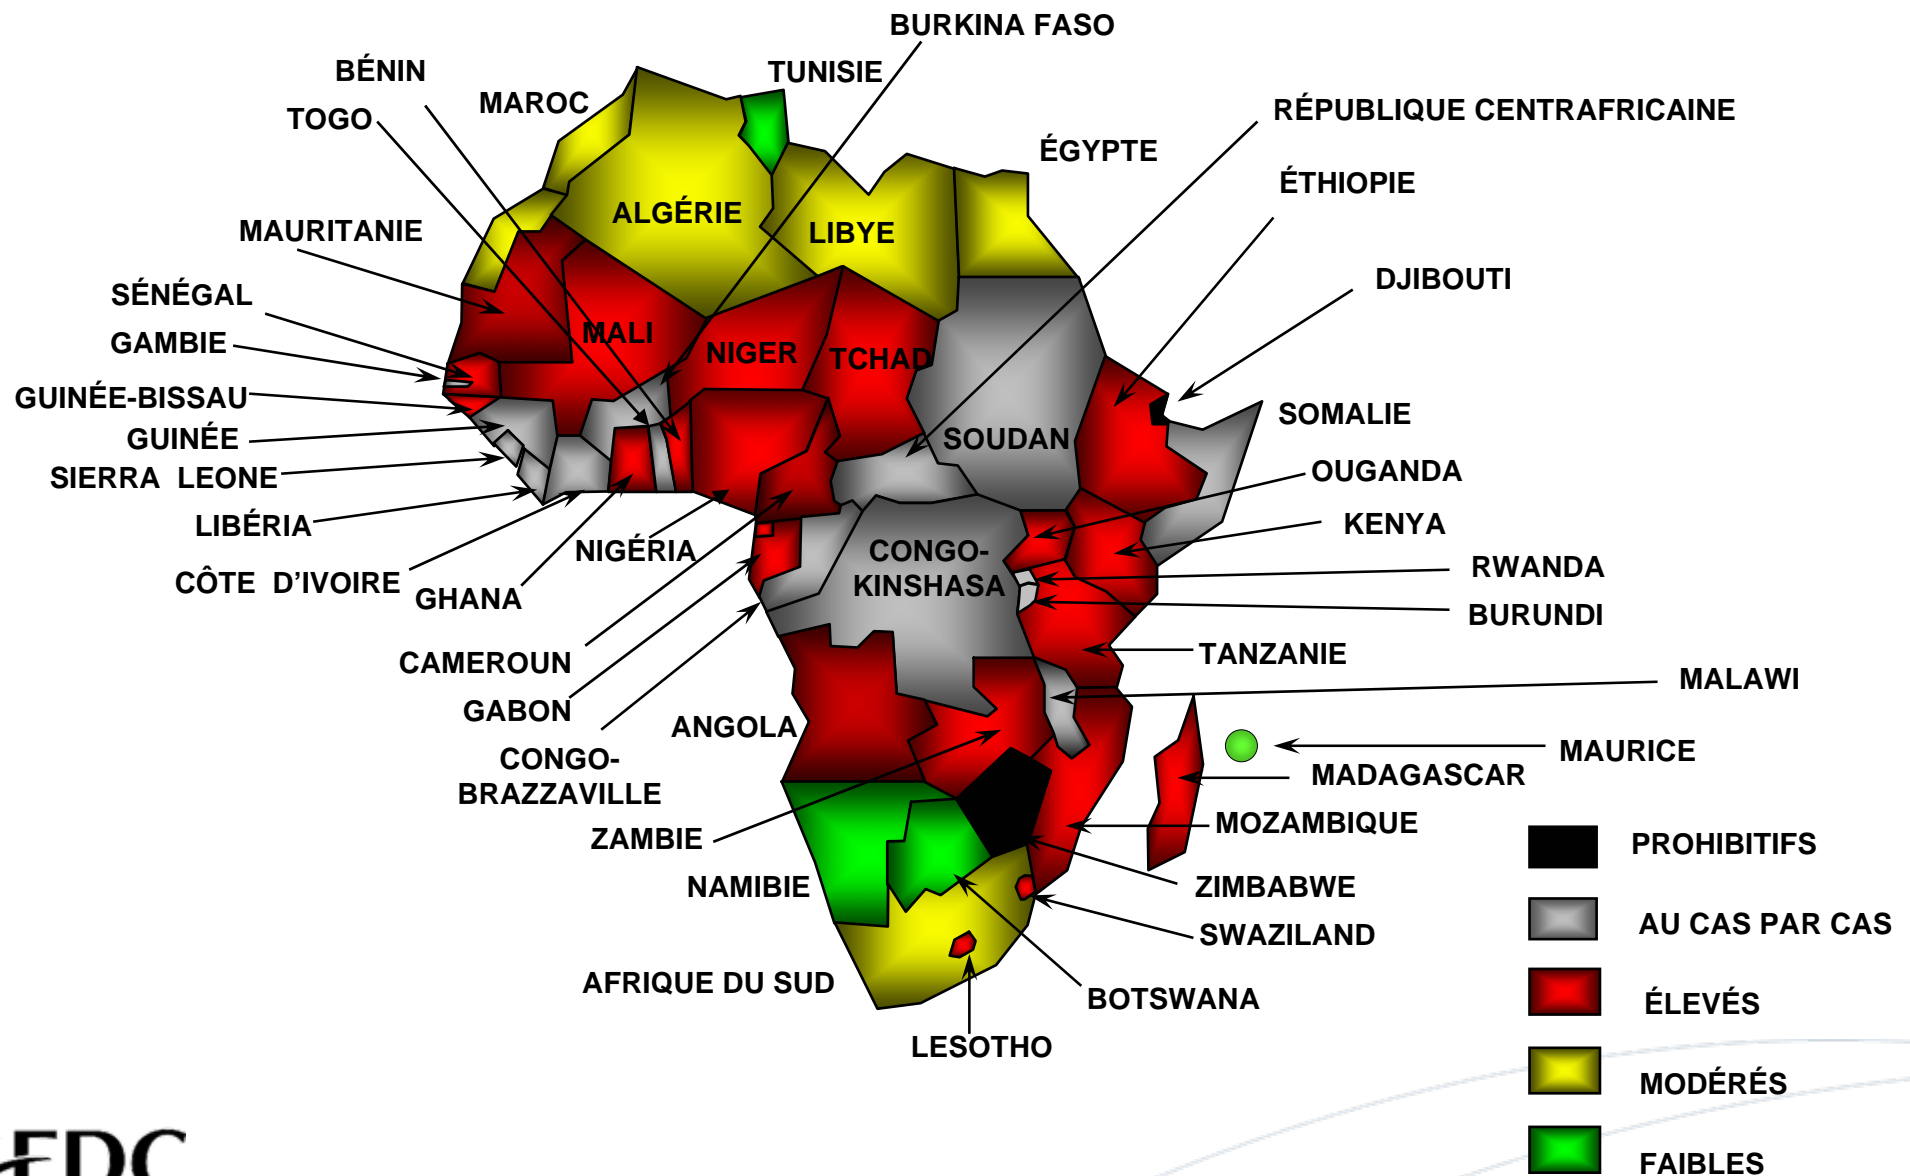 BURKINA FASO
BÉNIN
TUNISIE
MAROC
TOGO
RÉPUBLIQUE CENTRAFRICAINE
ÉGYPTE
ÉTHIOPIE
ALGÉRIE
LIBYE
MAURITANIE
DJIBOUTI
SÉNÉGAL
GAMBIE
MALI
NIGER
TCHAD
GUINÉE-BISSAU
SOMALIE
GUINÉE
SOUDAN
OUGANDA
SIERRA LEONE
LIBÉRIA
KENYA
NIGÉRIA
CONGO-
KINSHASA
RWANDA
CÔTE D’IVOIRE
GHANA
BURUNDI
CAMEROUN
TANZANIE
MALAWI
GABON
ANGOLA
CONGO-
BRAZZAVILLE
MAURICE
MADAGASCAR
ZAMBIE
MOZAMBIQUE
NAMIBIE
ZIMBABWE
SWAZILAND
AFRIQUE DU SUD
BOTSWANA
LESOTHO
PROHIBITIFS
AU CAS PAR CAS
ÉLEVÉS
MODÉRÉS
FAIBLES
EDC